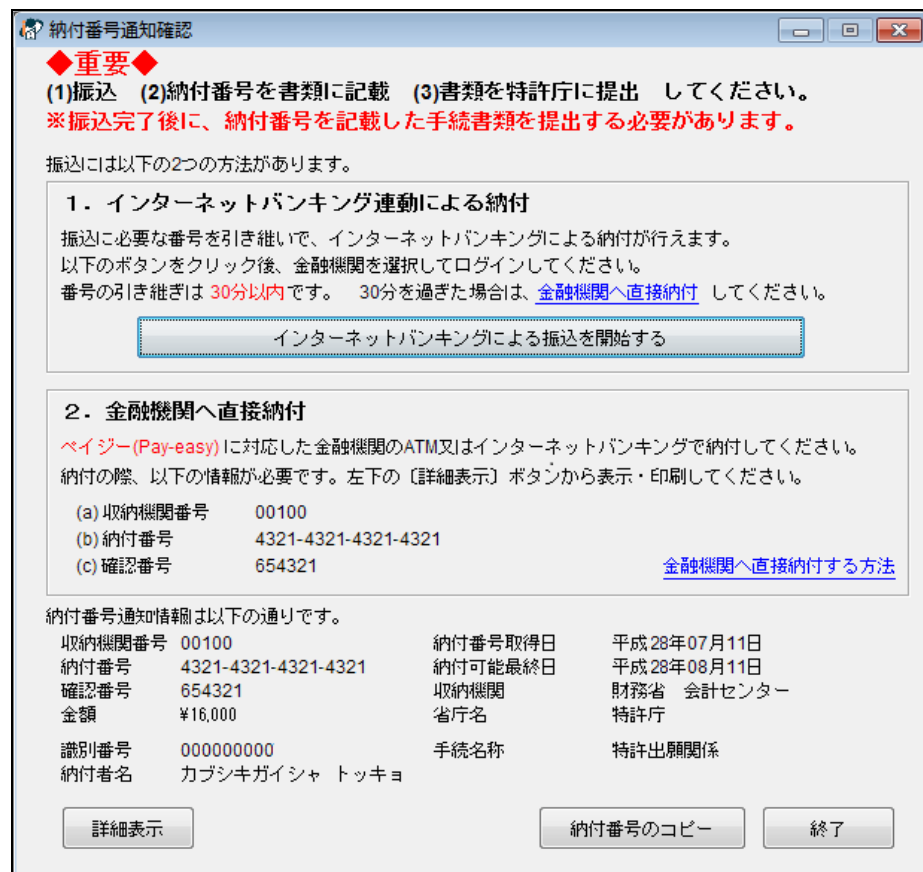 納付番号通知確認
◆重要◆
(1)振込　(2)納付番号を書類に記載　(3)書類を特許庁に提出　してください。
※振込完了後に、納付番号を記載した手続書類を提出する必要があります。
振込には以下の2つの方法があります。
１．インターネットバンキング連動による納付
振込に必要な番号を引き継いで、インターネットバンキングによる納付が行えます。
以下のボタンをクリック後、金融機関を選択してログインしてください。
番号の引き継ぎは 30分以内です。　30分を過ぎた場合は、金融機関へ直接納付　してください。
インターネットバンキングによる振込を開始する
２．金融機関へ直接納付
ペイジー(Pay-easy)に対応した金融機関のATM又はインターネットバンキングで納付してください。
納付の際、以下の情報が必要です。左下の〔詳細表示〕ボタンから表示・印刷してください。
(a) 収納機関番号　00100
(b) 納付番号　4321-4321-4321-4321
(c) 確認番号　654321　金融機関へ直接納付する方法
納付番号通知情報は以下の通りです。
収納機関番号　00100　納付番号取得日　平成28年07月11日
納付番号　4321-4321-4321-4321　納付可能最終日　平成28年08月11日
確認番号　654321　収納機関　財務省　会計センター
金額　¥16,000　省庁名　特許庁
識別番号　000000000　手続名称　特許出願関係
納付者名　カブシキガイシャ トッキョ
詳細表示　納付番号のコピー　終了